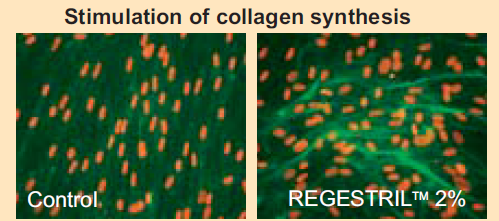 Stimulation of collagen synthesis
Control
REGESTRIL™ 2%